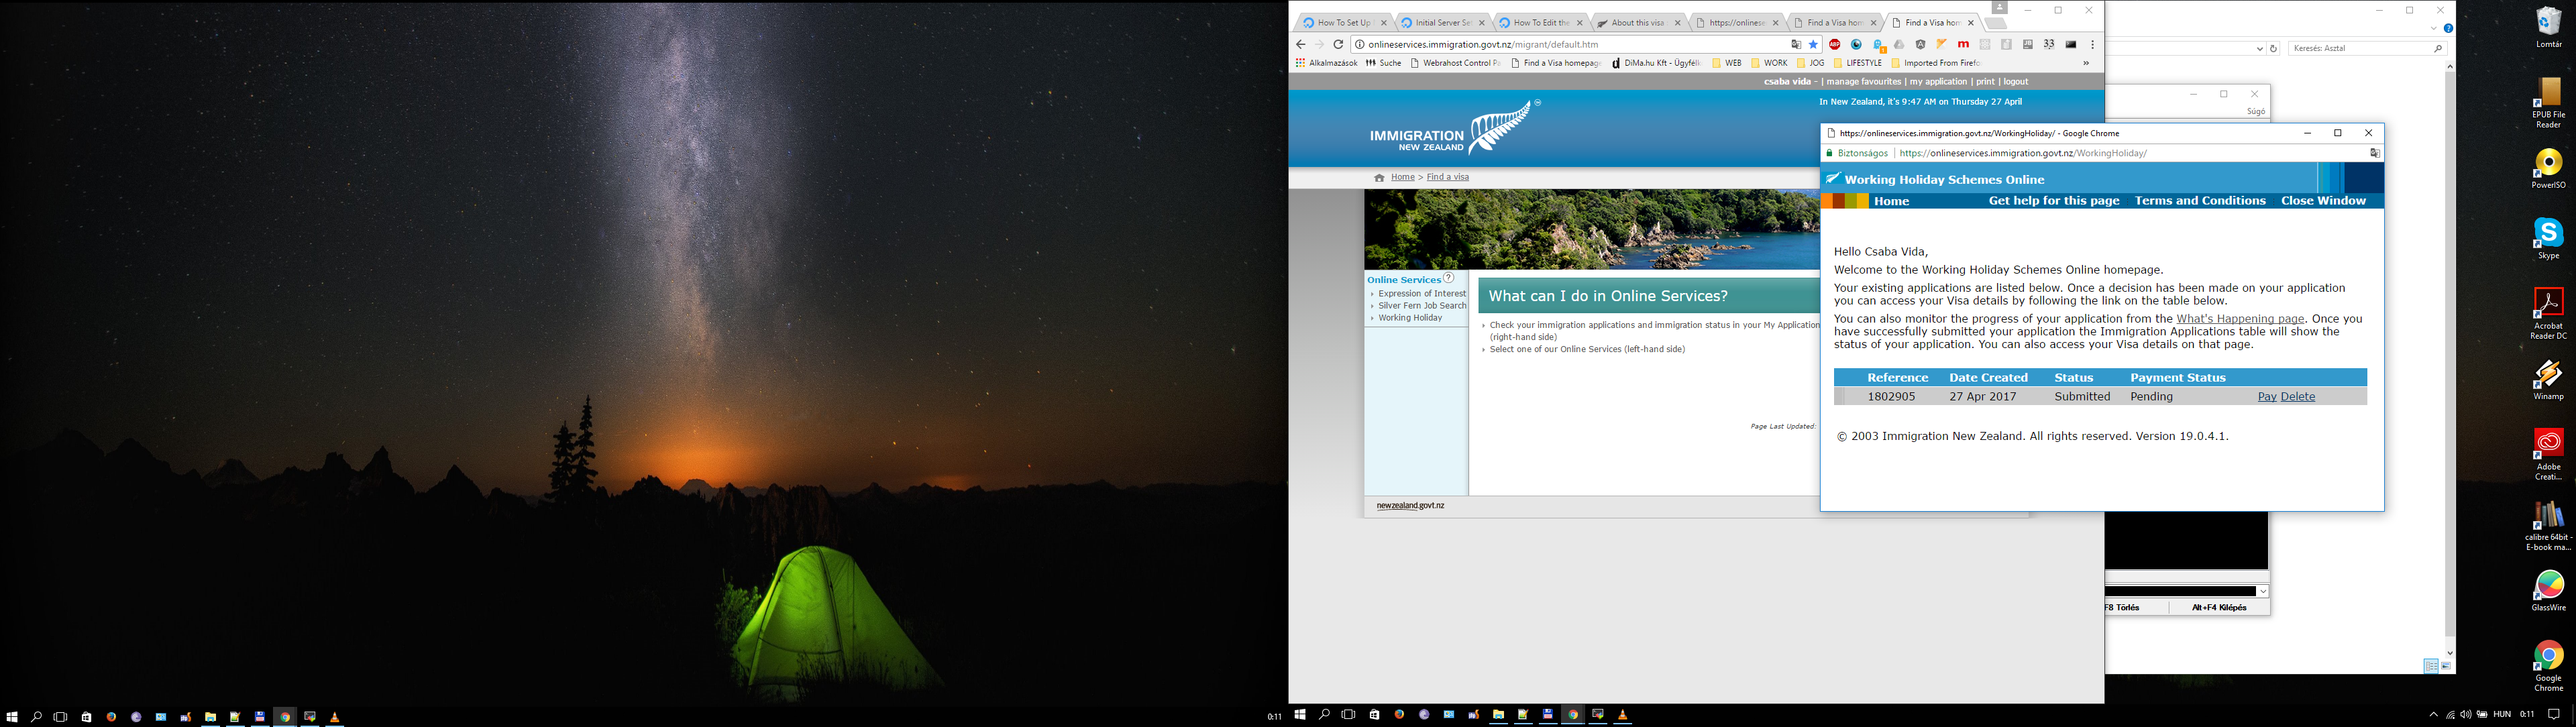 How To Set Up
Initial Server Se
How To Edit the
About this visa
https://onlinese
Find a Visa hom
Find a Visa hom
onlineservices.immigration.govt.nz/migrant/default.htm
Alkalmazások
Suche
Webrahost Control Pa
Find a Visa homepage
DiMa.hu Kft - Ügyfélk
WEB
WORK
JOG
LIFESTYLE
Imported From Firefo
»
csaba vida - | manage favourites | my application | print | logout
In New Zealand, it's 9:47 AM on Thursday 27 April
IMMIGRATION
NEW ZEALAND
Home > Find a visa
Online Services ?
Expression of Interest
Silver Fern Job Search
Working Holiday
What can I do in Online Services?
Check your immigration applications and immigration status in your My Application
(right-hand side)
Select one of our Online Services (left-hand side)
Page Last Updated:
newzealand.govt.nz
https://onlineservices.immigration.govt.nz/WorkingHoliday/ - Google Chrome
Biztonságos | https://onlineservices.immigration.govt.nz/WorkingHoliday/
Working Holiday Schemes Online
Home
Get help for this page
Terms and Conditions
Close Window
Hello Csaba Vida,
Welcome to the Working Holiday Schemes Online homepage.
Your existing applications are listed below. Once a decision has been made on your application
you can access your Visa details by following the link on the table below.
You can also monitor the progress of your application from the What's Happening page. Once you
have successfully submitted your application the Immigration Applications table will show the
status of your application. You can also access your Visa details on that page.
Reference Date Created Status Payment Status
1802905 27 Apr 2017 Submitted Pending Pay Delete
© 2003 Immigration New Zealand. All rights reserved. Version 19.0.4.1.
Keresés: Asztal
Súgó
F8 Törlés
Alt+F4 Kilépés
Lomtár
EPUB File
Reader
PowerISO
Skype
Acrobat
Reader DC
Winamp
Adobe
Creati...
calibre 64bit -
E-book ma...
GlassWire
Google
Chrome
0:11
HUN
0:11